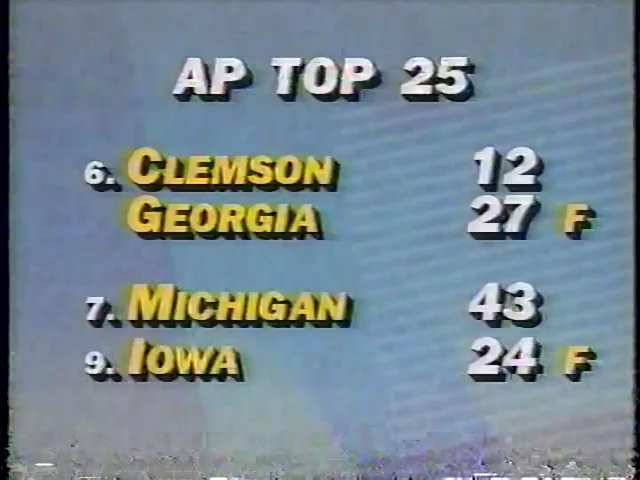 AP TOP 25
6. CLEMSON 12
GEORGIA 27 F
7. MICHIGAN 43
9. IOWA 24 F